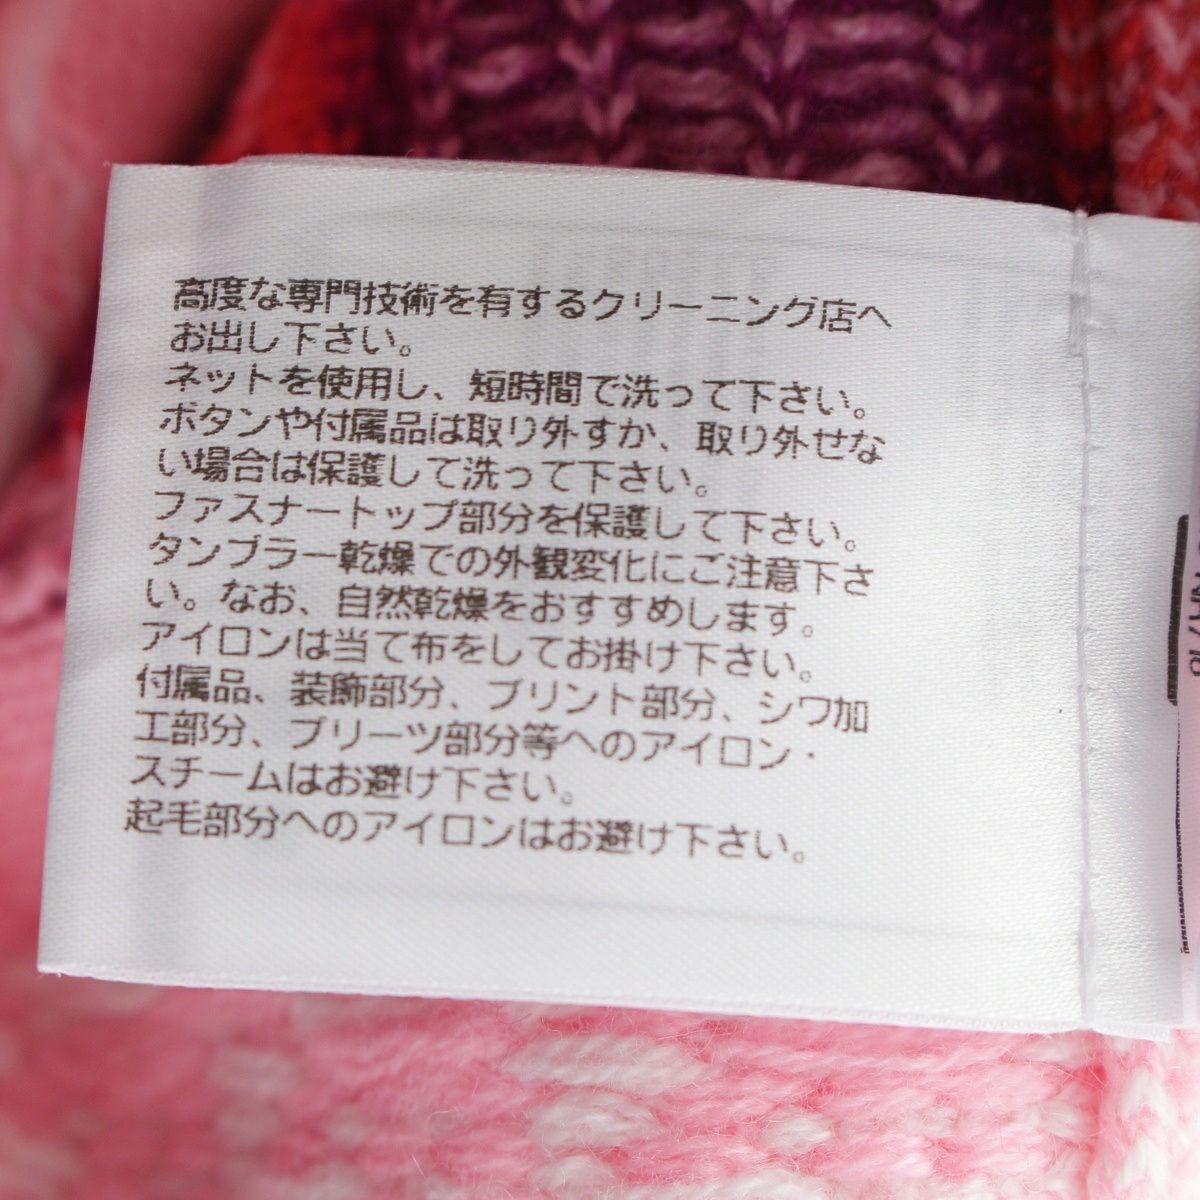 高度な専門技術を有するクリーニング店へ
お出し下さい。
ネットを使用し、短時間で洗って下さい。
ボタンや付属品は取り外すか、取り外せな
い場合は保護して洗って下さい。
ファスナートップ部分を保護して下さい。
タンブラー乾燥での外観変化にご注意下さ
い。なお、自然乾燥をおすすめします。
アイロンは当て布をしてお掛け下さい。
付属品、装飾部分、プリント部分、シワ加
工部分、プリーツ部分等へのアイロン・
スチームはお避け下さい。
起毛部分へのアイロンはお避け下さい。